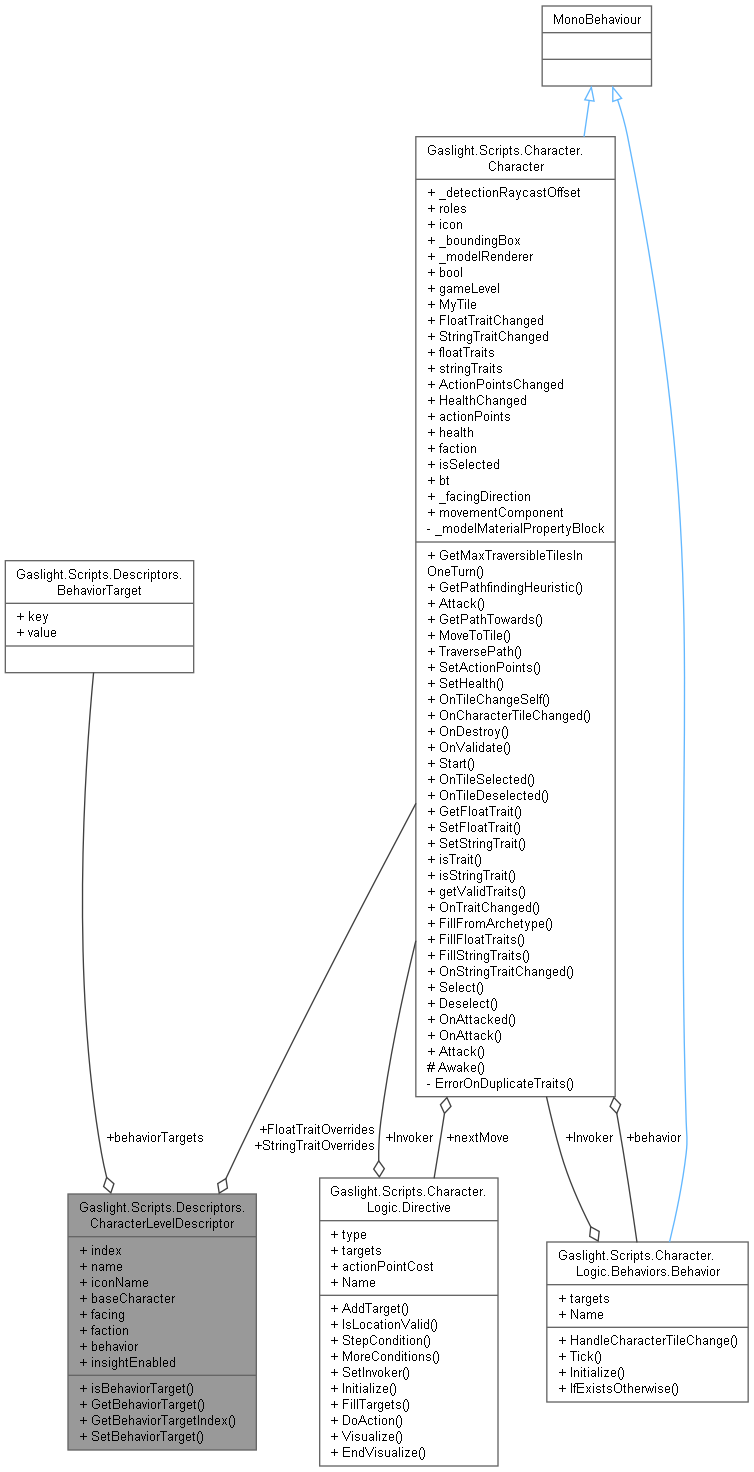 MonoBehaviour
Gaslight.Scripts.Character.
Character
+ _detectionRaycastOffset
+ roles
+ icon
+ _boundingBox
+ _modelRenderer
+ bool
+ gameLevel
+ MyTile
+ FloatTraitChanged
+ StringTraitChanged
+ floatTraits
+ stringTraits
+ ActionPointsChanged
+ HealthChanged
+ actionPoints
+ health
+ faction
+ isSelected
+ bt
+ _facingDirection
+ movementComponent
- _modelMaterialPropertyBlock
+ GetMaxTraversibleTilesIn
OneTurn()
+ GetPathfindingHeuristic()
+ Attack()
+ GetPathTowards()
+ MoveToTile()
+ TraversePath()
+ SetActionPoints()
+ SetHealth()
+ OnTileChangeSelf()
+ OnCharacterTileChanged()
+ OnDestroy()
+ OnValidate()
+ Start()
+ OnTileSelected()
+ OnTileDeselected()
+ GetFloatTrait()
+ SetFloatTrait()
+ SetStringTrait()
+ isTrait()
+ isStringTrait()
+ getValidTraits()
+ OnTraitChanged()
+ FillFromArchetype()
+ FillFloatTraits()
+ FillStringTraits()
+ OnStringTraitChanged()
+ Select()
+ Deselect()
+ OnAttacked()
+ OnAttack()
+ Attack()
# Awake()
- ErrorOnDuplicateTraits()
Gaslight.Scripts.Descriptors.
BehaviorTarget
+ key
+ value
+behaviorTargets
+FloatTraitOverrides
+StringTraitOverrides
+Invoker
+nextMove
+Invoker
+behavior
Gaslight.Scripts.Descriptors.
CharacterLevelDescriptor
+ index
+ name
+ iconName
+ baseCharacter
+ facing
+ faction
+ behavior
+ insightEnabled
+ isBehaviorTarget()
+ GetBehaviorTarget()
+ GetBehaviorTargetIndex()
+ SetBehaviorTarget()
Gaslight.Scripts.Character.
Logic.Directive
+ type
+ targets
+ actionPointCost
+ Name
+ AddTarget()
+ IsLocationValid()
+ StepCondition()
+ MoreConditions()
+ SetInvoker()
+ Initialize()
+ FillTargets()
+ DoAction()
+ Visualize()
+ EndVisualize()
Gaslight.Scripts.Character.
Logic.Behaviors.Behavior
+ targets
+ Name
+ HandleCharacterTileChange()
+ Tick()
+ Initialize()
+ IfExistsOtherwise()